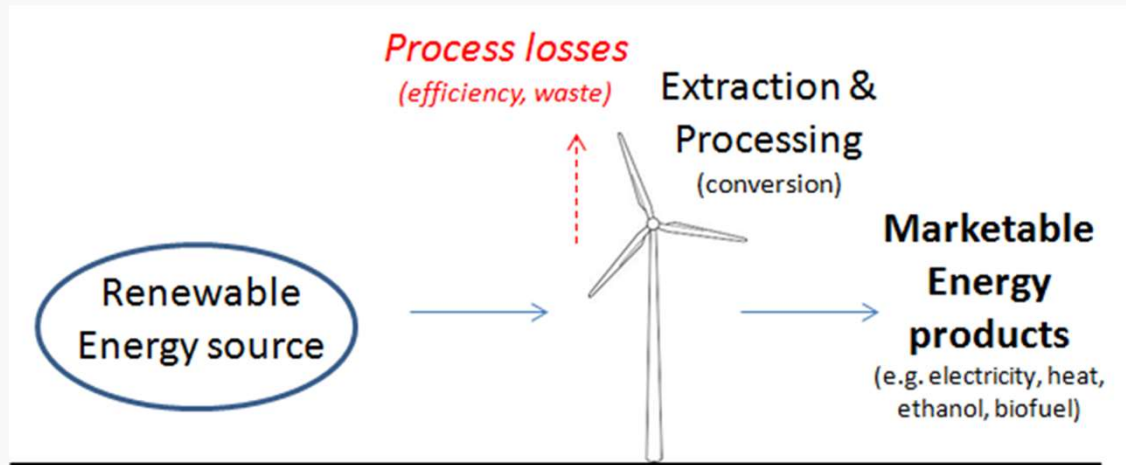 Process losses
(efficiency, waste)
Extraction &
Processing
(conversion)
Renewable
Energy source
Marketable
Energy
products
(e.g. electricity, heat,
ethanol, biofuel)